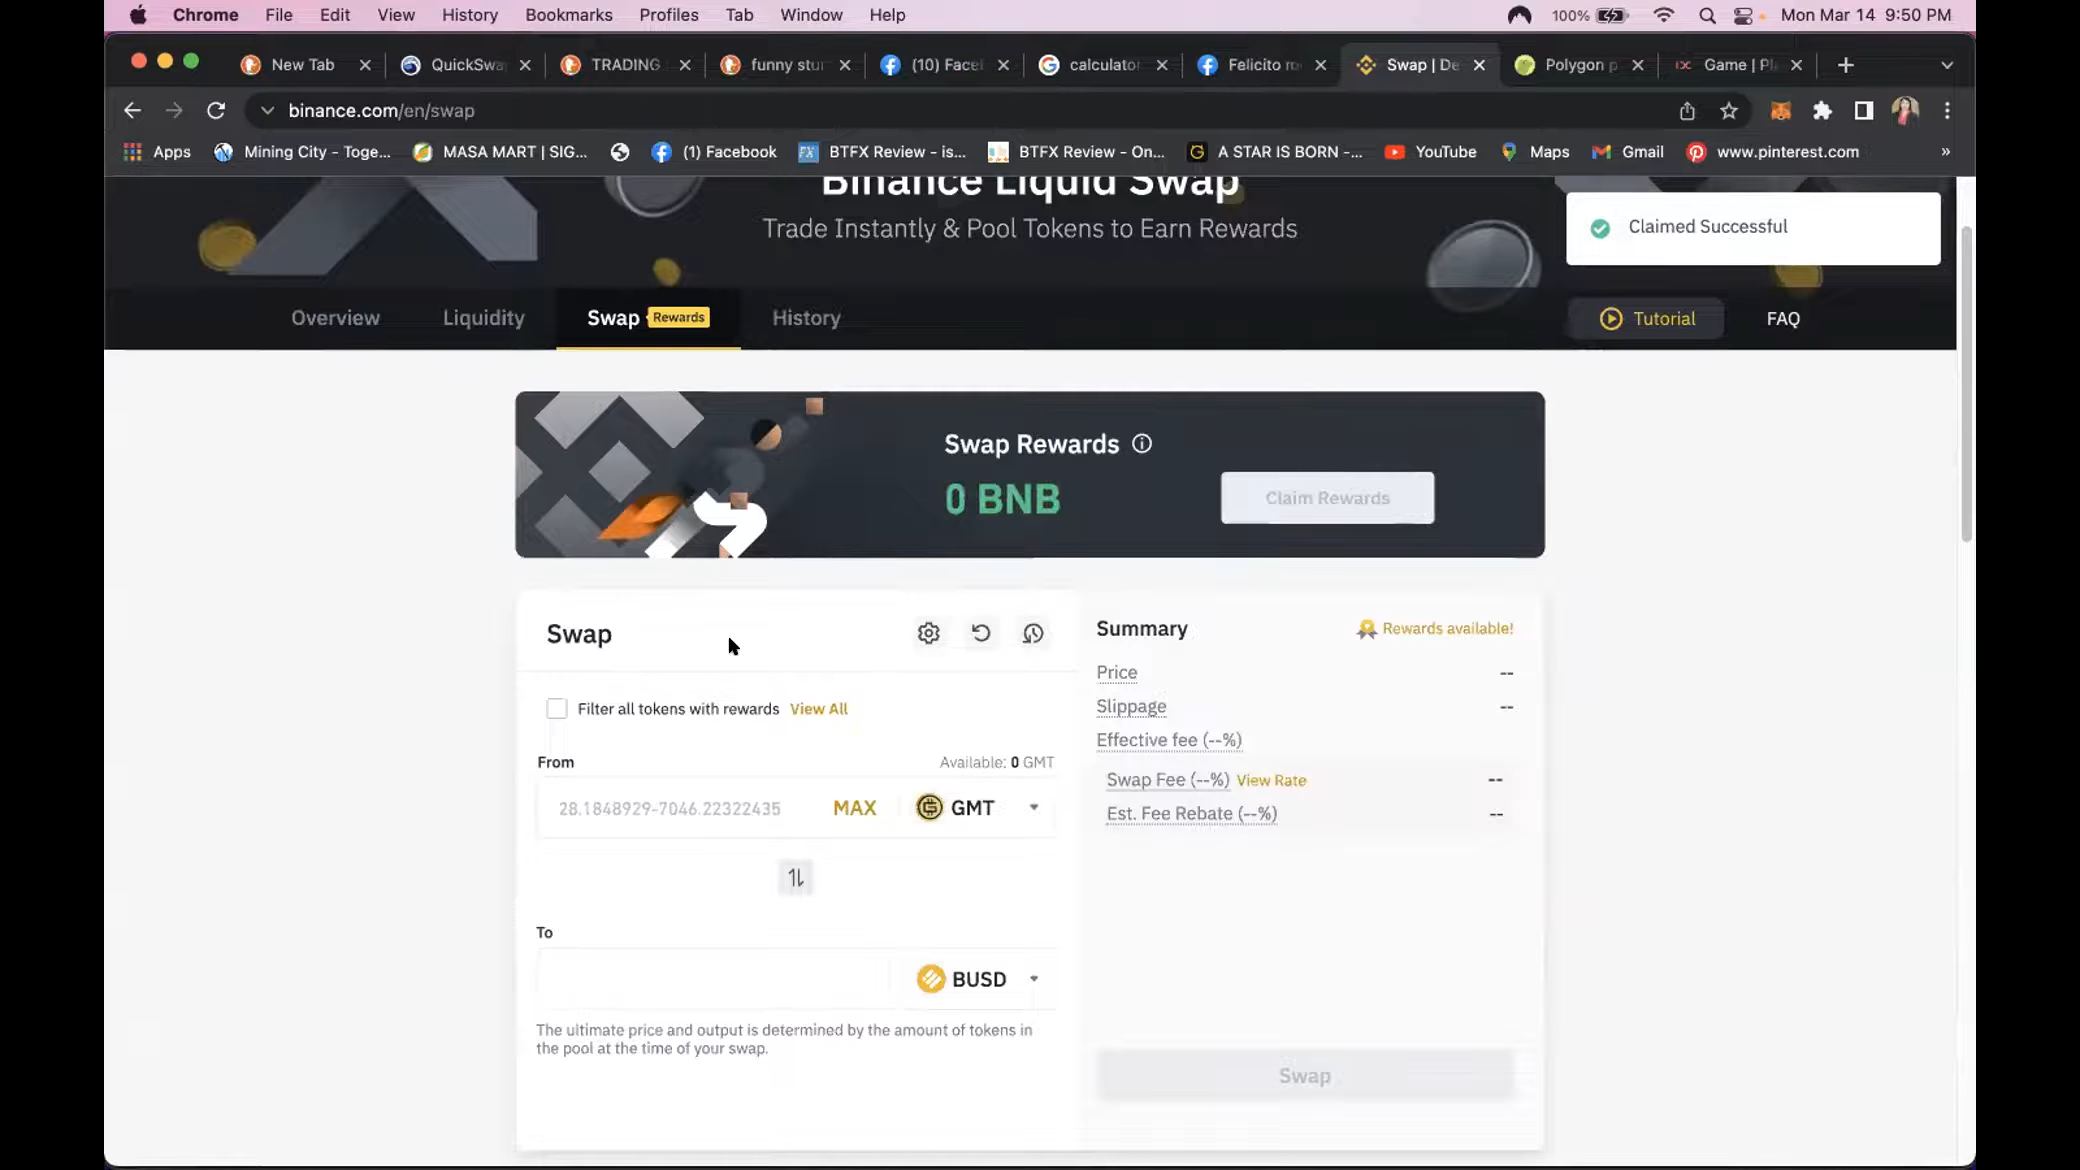 Chrome File Edit View History Bookmarks Profiles Tab Window Help 100% Mon Mar 14 9:50 PM
New Tab QuickSwa TRADING funny stu (10) Face calculato Felicito ro Swap | De Polygon p Game | Pl
binance.com/en/swap
Apps Mining City - Toge... MASA MART | SIG... (1) Facebook BTFX Review - is... BTFX Review - On... A STAR IS BORN -... YouTube Maps Gmail www.pinterest.com »
Binance Liquid Swap
Trade Instantly & Pool Tokens to Earn Rewards
Claimed Successful
Overview Liquidity Swap Rewards History Tutorial FAQ
Swap Rewards
0 BNB
Claim Rewards
Swap
Filter all tokens with rewards View All
From Available: 0 GMT
28.1848929-7046.22322435 MAX GMT
To
BUSD
The ultimate price and output is determined by the amount of tokens in
the pool at the time of your swap.
Summary Rewards available!
Price --
Slippage --
Effective fee (--%)
Swap Fee (--%) View Rate --
Est. Fee Rebate (--%) --
Swap